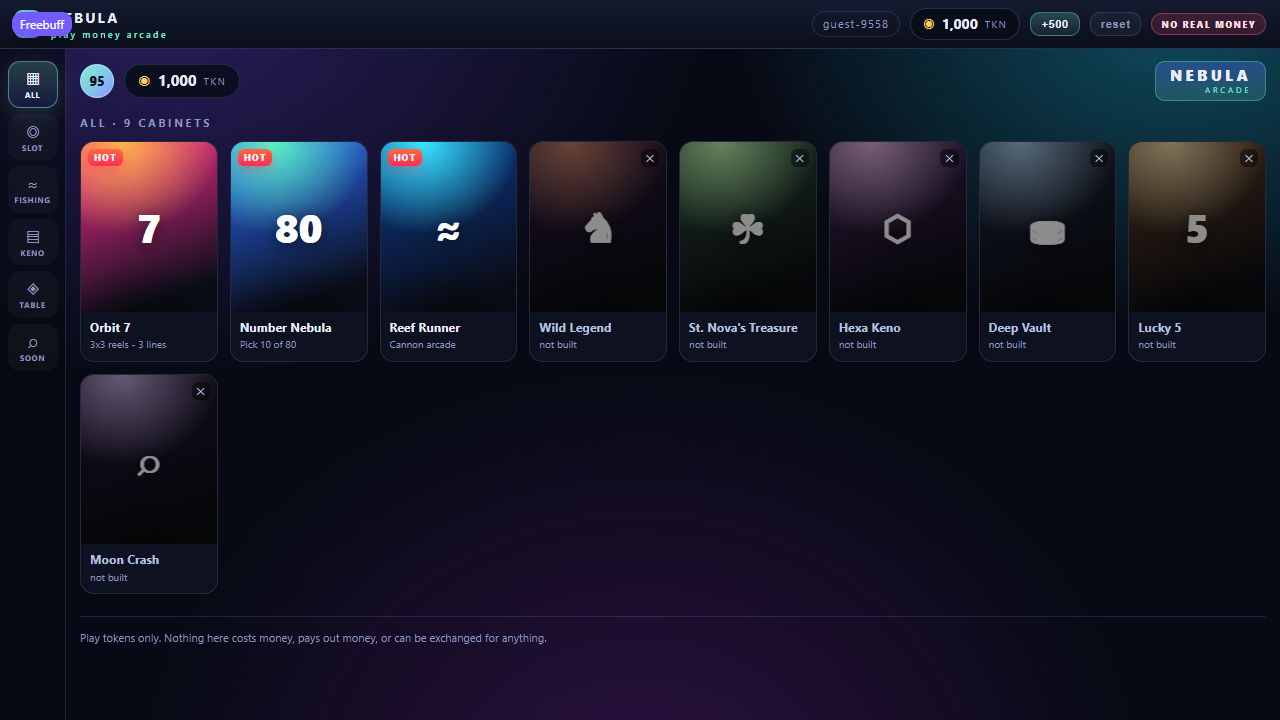 Freebuff
EBULA
play money arcade
guest-9558
1,000 TKN
+500
reset
NO REAL MONEY
ALL
SLOT
FISHING
KENO
TABLE
SOON
95
1,000 TKN
NEBULA
ARCADE
ALL · 9 CABINETS
HOT
7
Orbit 7
3x3 reels - 3 lines
HOT
80
Number Nebula
Pick 10 of 80
HOT
≈
Reef Runner
Cannon arcade
Wild Legend
not built
St. Nova's Treasure
not built
Hexa Keno
not built
Deep Vault
not built
5
Lucky 5
not built
Moon Crash
not built
Play tokens only. Nothing here costs money, pays out money, or can be exchanged for anything.